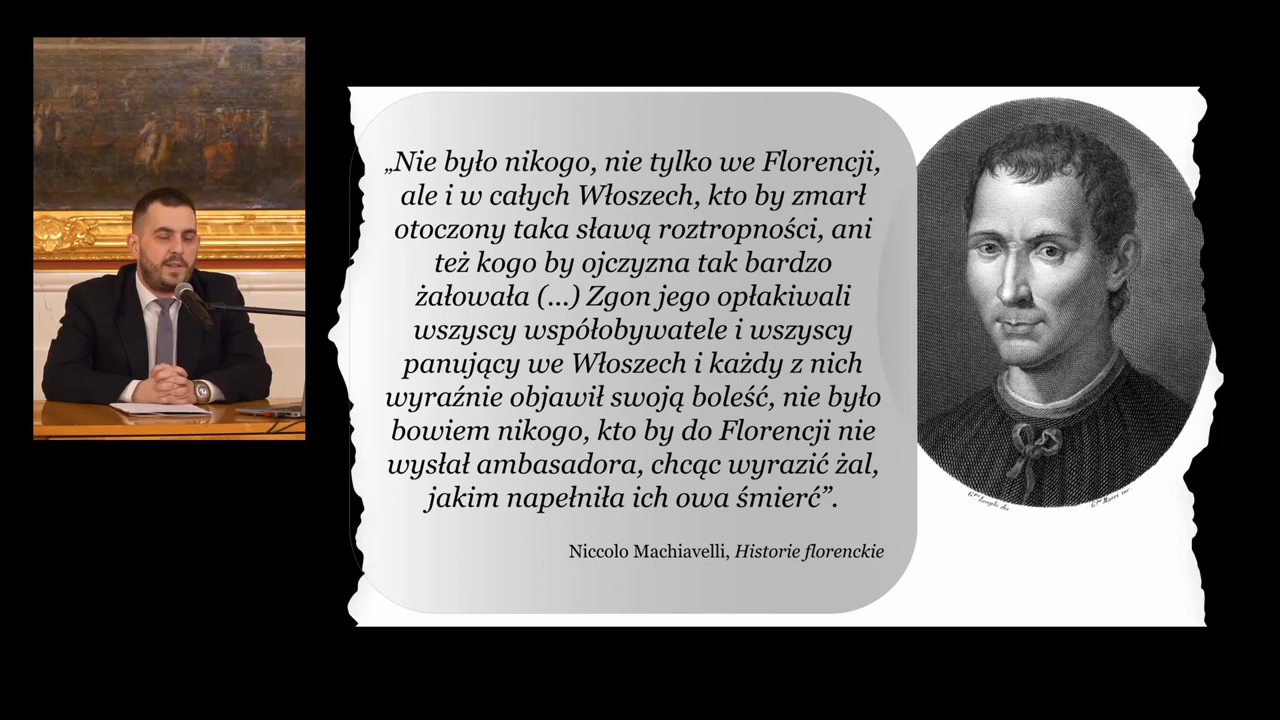 „Nie było nikogo, nie tylko we Florencji,
ale i w całych Włoszech, kto by zmarł
otoczony taka sławą roztropności, ani
też kogo by ojczyzna tak bardzo
żałowała (...) Zgon jego opłakiwali
wszyscy współobywatele i wszyscy
panujący we Włoszech i każdy z nich
wyraźnie objawił swoją boleść, nie było
bowiem nikogo, kto by do Florencji nie
wysłał ambasadora, chcąc wyrazić żal,
jakim napełniła ich owa śmierć”.
Niccolo Machiavelli, Historie florenckie